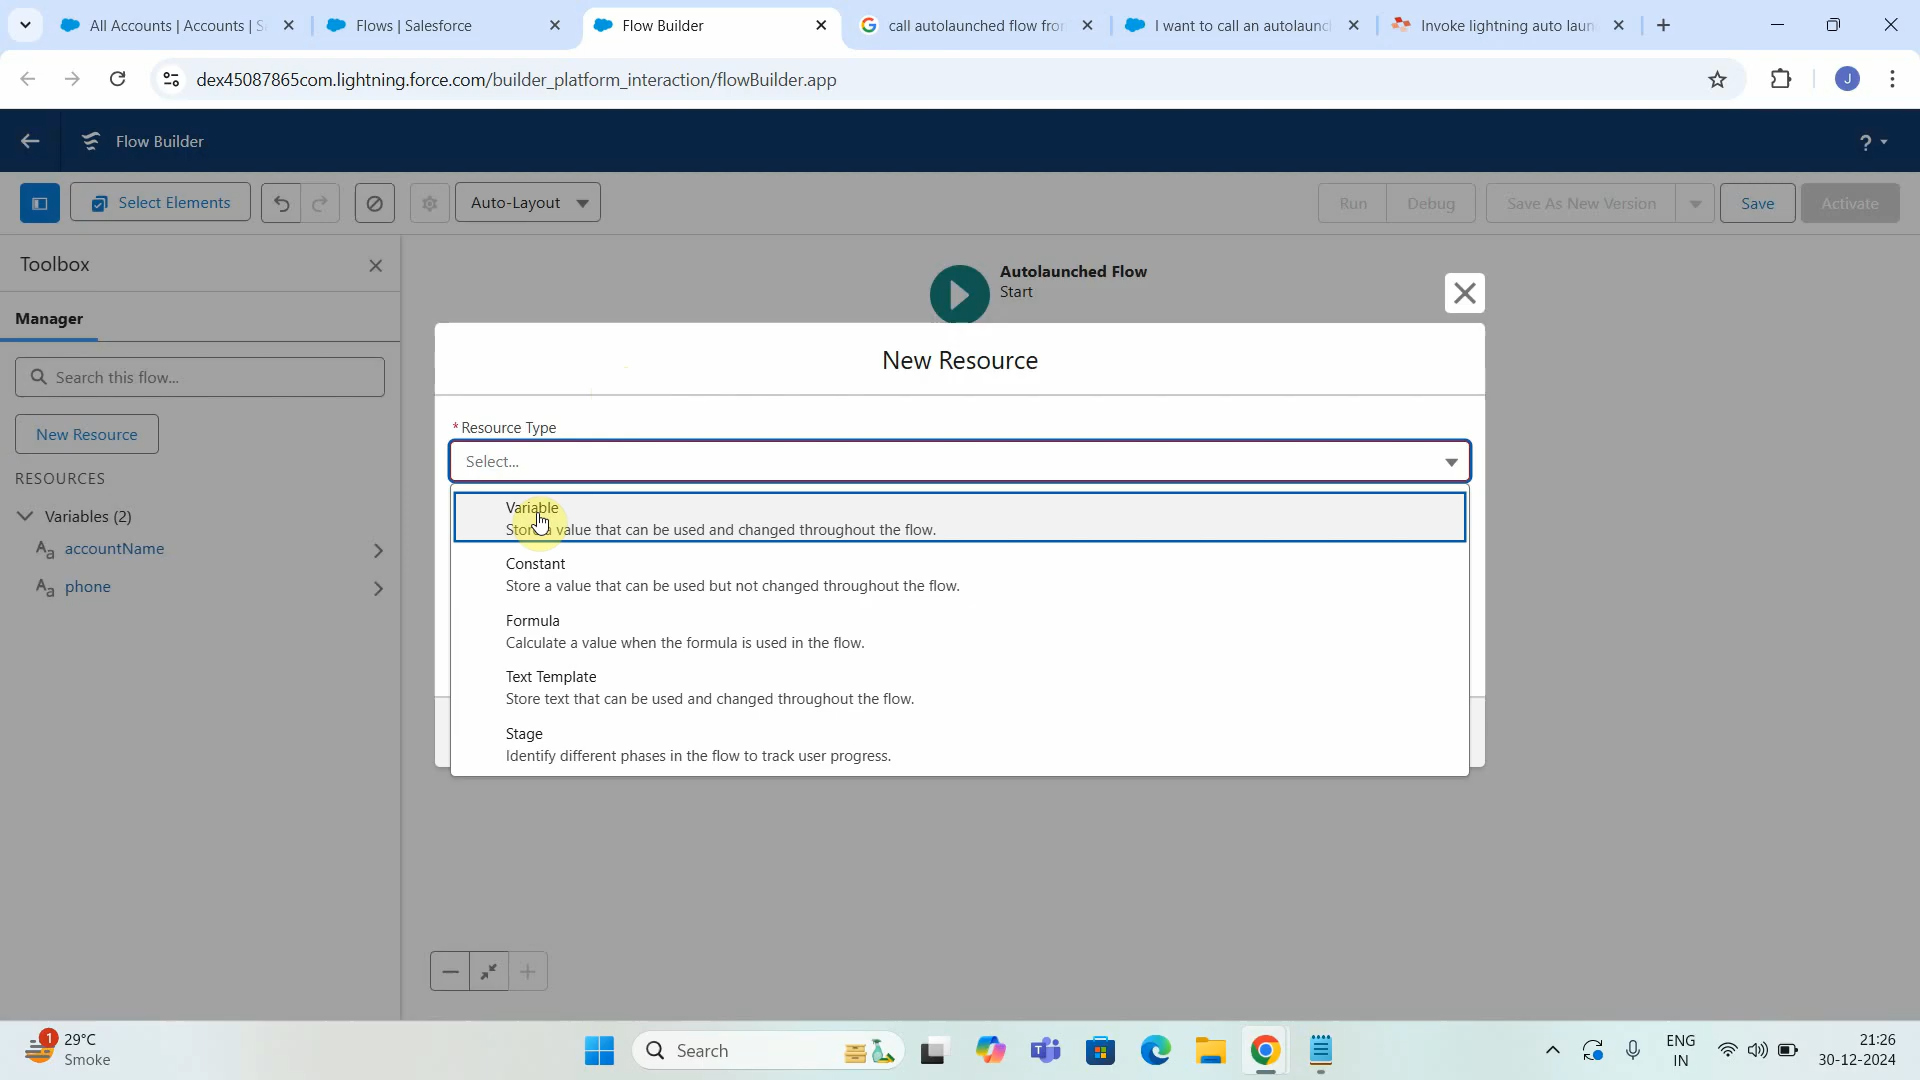 All Accounts | Accounts | S
Flows | Salesforce
Flow Builder
call autolaunched flow fro
I want to call an autolaunc
Invoke lightning auto laun
dex45087865com.lightning.force.com/builder_platform_interaction/flowBuilder.app
J
Flow Builder
?
Select Elements
Auto-Layout
Run
Debug
Save As New Version
Save
Activate
Toolbox
Manager
Search this flow...
New Resource
RESOURCES
Variables (2)
Aa accountName
Aa phone
Autolaunched Flow
Start
New Resource
* Resource Type
Select...
Variable
Store a value that can be used and changed throughout the flow.
Constant
Store a value that can be used but not changed throughout the flow.
Formula
Calculate a value when the formula is used in the flow.
Text Template
Store text that can be used and changed throughout the flow.
Stage
Identify different phases in the flow to track user progress.
1
29°C
Smoke
Search
ENG
IN
21:26
30-12-2024